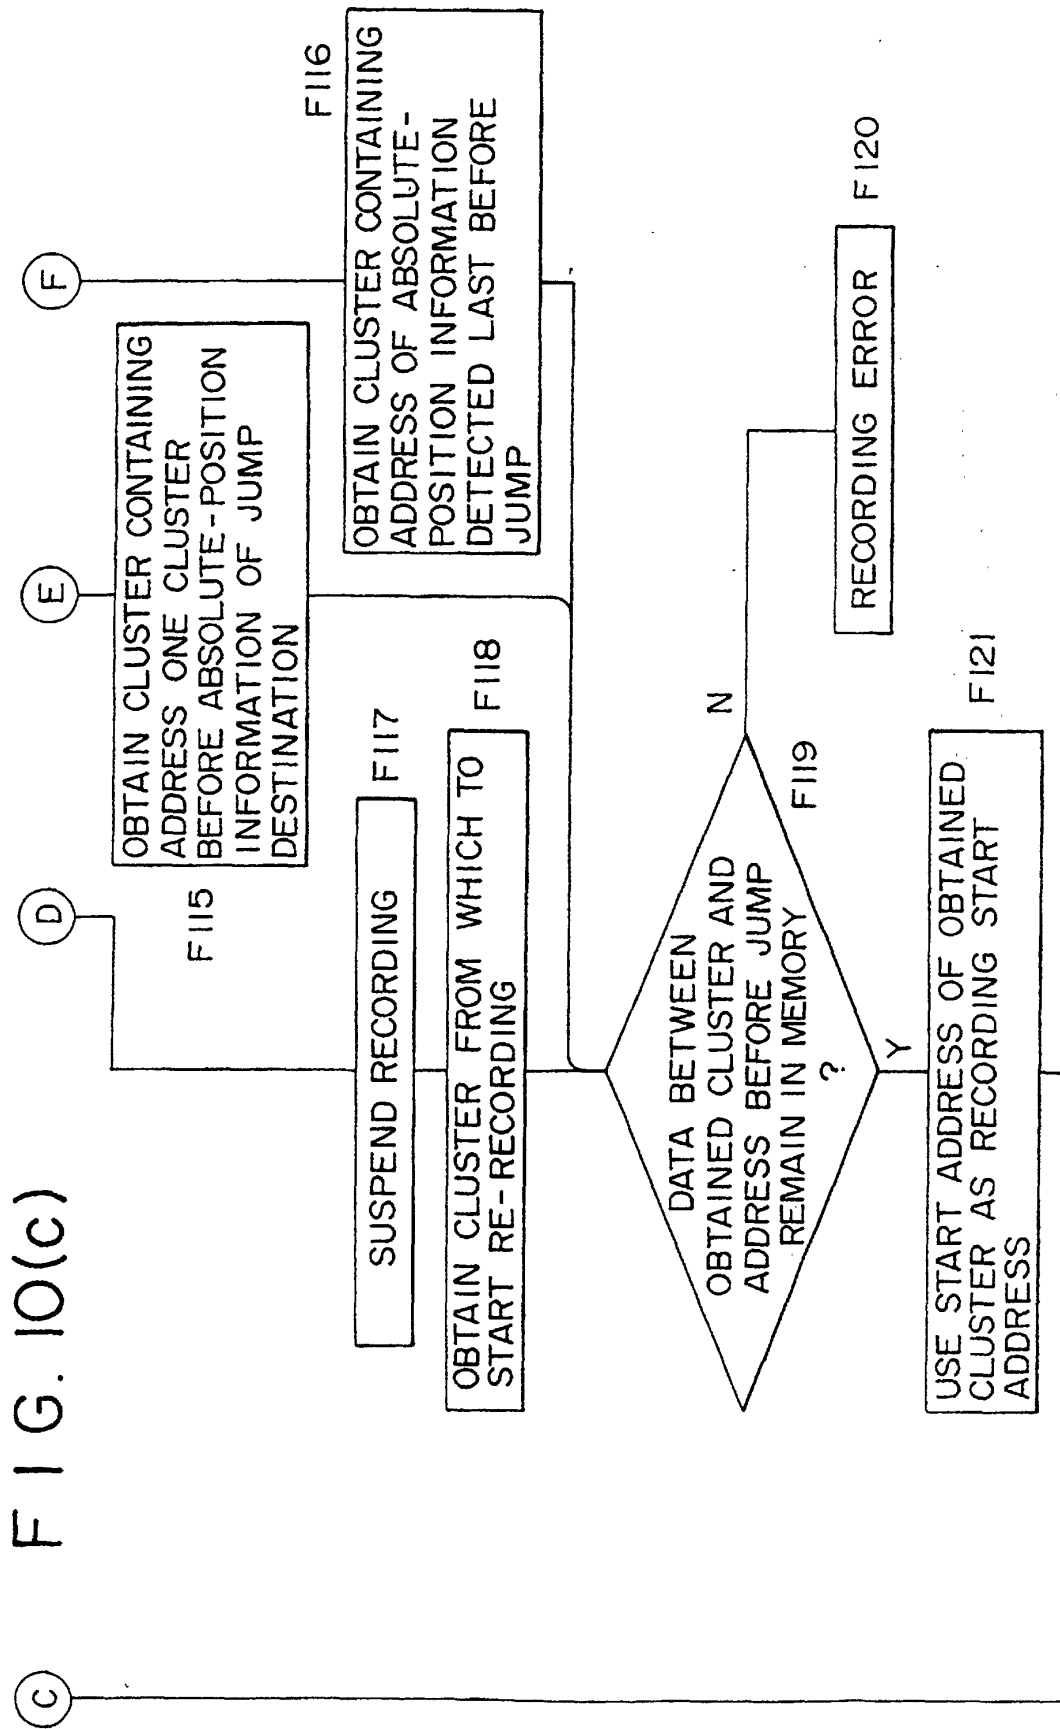 FIG. 10(c)
C
D
E
F
OBTAIN CLUSTER CONTAINING
ADDRESS ONE CLUSTER
BEFORE ABSOLUTE-POSITION
INFORMATION OF JUMP
DESTINATION
F115
OBTAIN CLUSTER CONTAINING
ADDRESS OF ABSOLUTE-
POSITION INFORMATION
DETECTED LAST BEFORE
JUMP
F116
SUSPEND RECORDING
F117
OBTAIN CLUSTER FROM WHICH TO
START RE-RECORDING
F118
DATA BETWEEN
OBTAINED CLUSTER AND
ADDRESS BEFORE JUMP
REMAIN IN MEMORY
?
F119
N
Y
RECORDING ERROR
F120
USE START ADDRESS OF OBTAINED
CLUSTER AS RECORDING START
ADDRESS
F121